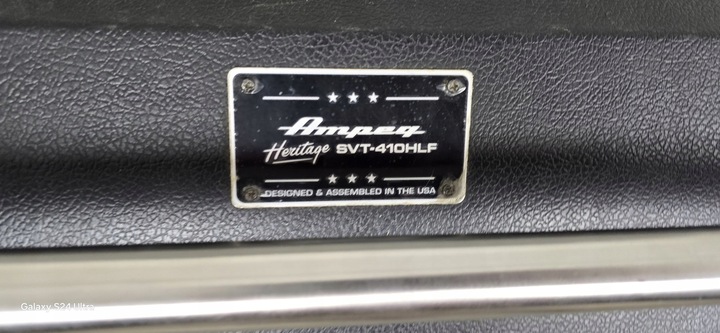 ★ ★ ★
Ampeg
Heritage SVT-410HLF
★ ★ ★
DESIGNED & ASSEMBLED IN THE USA
Galaxy S24 Ultra